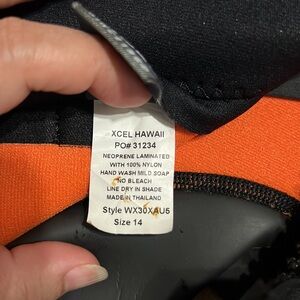 XCEL HAWAII
PO# 31234
NEOPRENE LAMINATED
WITH 100% NYLON
HAND WASH MILD SOAP
NO BLEACH
LINE DRY IN SHADE
MADE IN THAILAND
Style WX30XAU5
Size 14